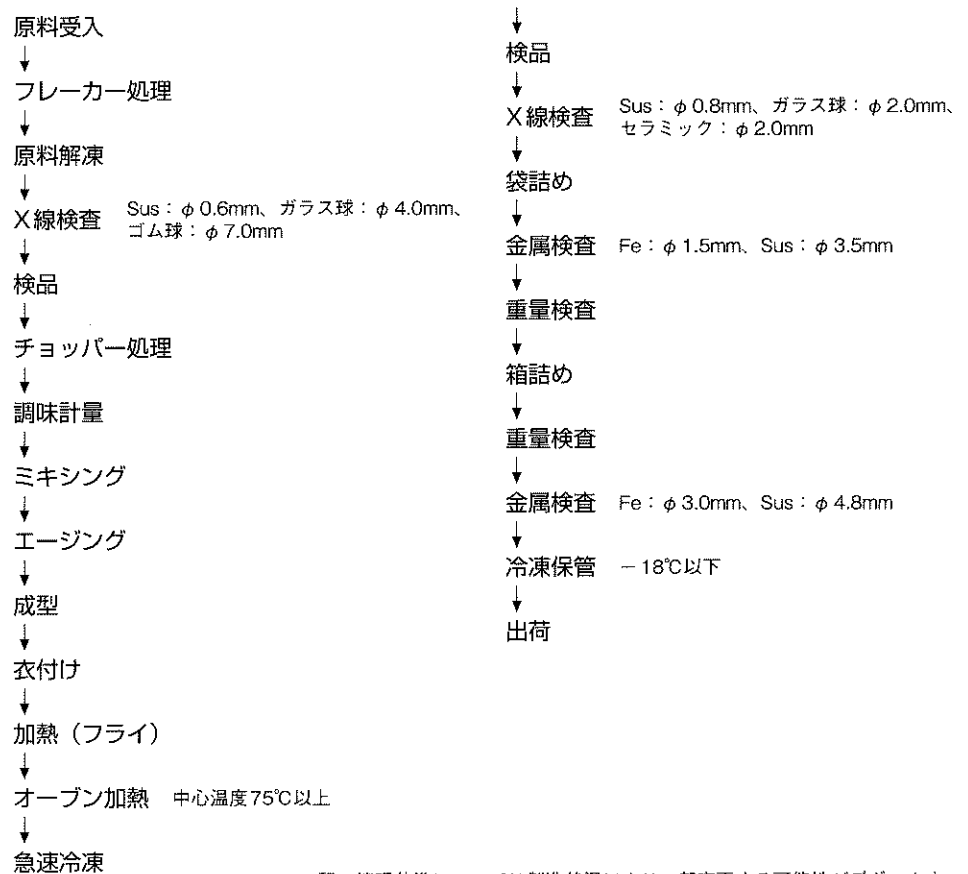 原料受入
フレーカー処理
原料解凍
X線検査 Sus：φ0.6mm、ガラス球：φ4.0mm、
ゴム球：φ7.0mm
検品
チョッパー処理
調味計量
ミキシング
エージング
成型
衣付け
加熱（フライ）
オーブン加熱 中心温度75℃以上
急速冷凍
検品
X線検査 Sus：φ0.8mm、ガラス球：φ2.0mm、
セラミック：φ2.0mm
袋詰め
金属検査 Fe：φ1.5mm、Sus：φ3.5mm
重量検査
箱詰め
重量検査
金属検査 Fe：φ3.0mm、Sus：φ4.8mm
冷凍保管 －18℃以下
出荷